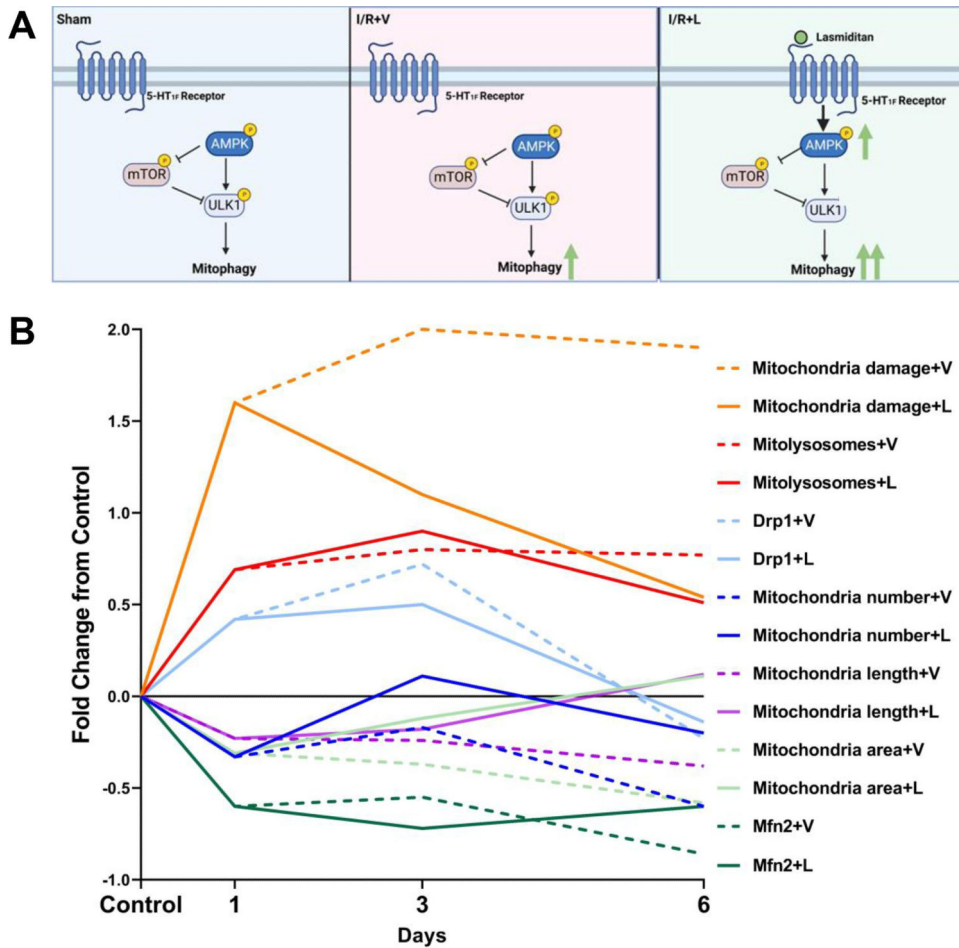 A
Sham
I/R+V
I/R+L
Lasmiditan
5-HT1F Receptor
5-HT1F Receptor
5-HT1F Receptor
P
AMPK
P
mTOR
P
ULK1
Mitophagy
P
AMPK
P
mTOR
P
ULK1
Mitophagy
P
AMPK
P
mTOR
ULK1
Mitophagy
B
Fold Change from Control
2.0
1.5
1.0
0.5
0.0
-0.5
-1.0
Control
1
3
6
Days
Mitochondria damage+V
Mitochondria damage+L
Mitolysosomes+V
Mitolysosomes+L
Drp1+V
Drp1+L
Mitochondria number+V
Mitochondria number+L
Mitochondria length+V
Mitochondria length+L
Mitochondria area+V
Mitochondria area+L
Mfn2+V
Mfn2+L